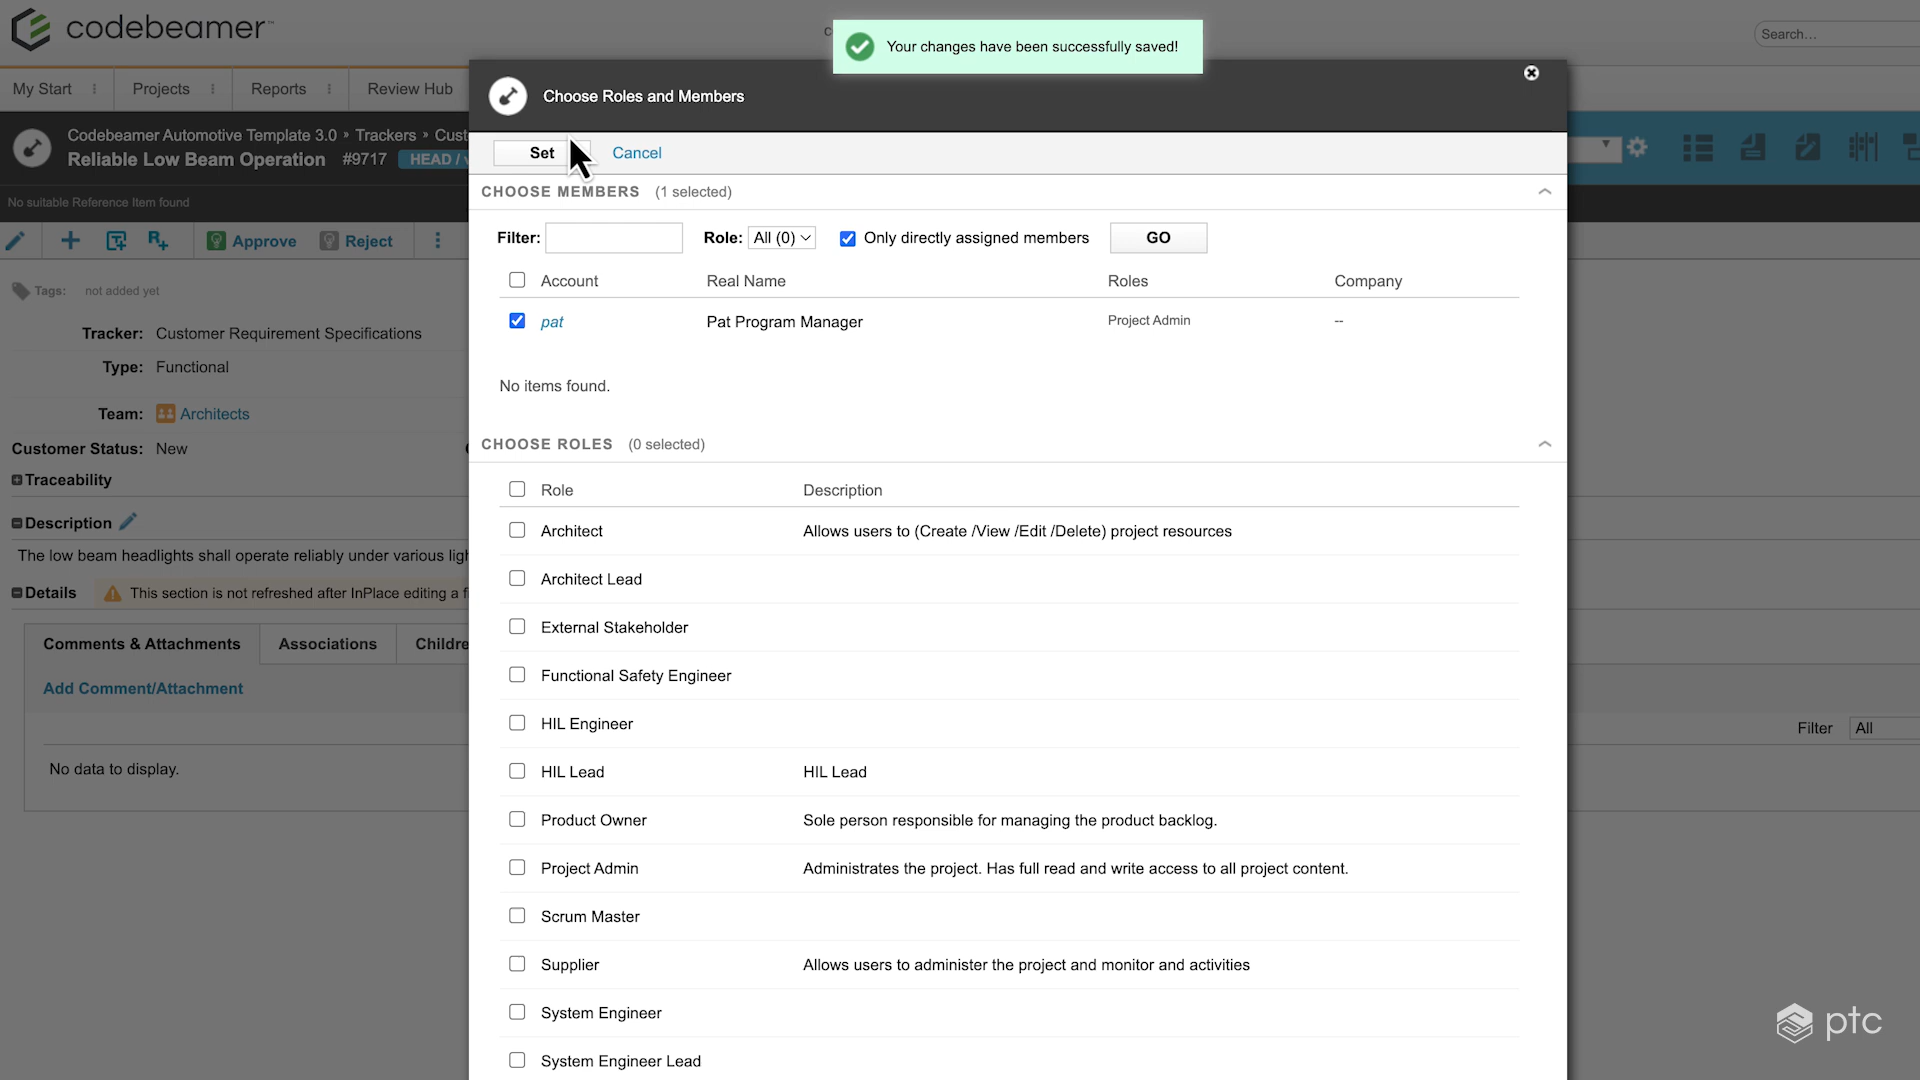 codebeamer™
Your changes have been successfully saved!
Search...
My Start
Projects
Reports
Review Hub
Choose Roles and Members
Codebeamer Automotive Template 3.0 » Trackers » Cust
Reliable Low Beam Operation #9717 HEAD /
No suitable Reference Item found
Set
Cancel
CHOOSE MEMBERS (1 selected)
Approve
Reject
Filter:
Role: All (0)
Only directly assigned members
GO
Account
Real Name
Roles
Company
pat
Pat Program Manager
Project Admin
--
No items found.
Tags: not added yet
Tracker: Customer Requirement Specifications
Type: Functional
Team: Architects
Customer Status: New
Traceability
Description
The low beam headlights shall operate reliably under various ligh
Details
This section is not refreshed after InPlace editing a f
Comments & Attachments
Associations
Childre
Add Comment/Attachment
Filter All
No data to display.
CHOOSE ROLES (0 selected)
Role
Description
Architect
Allows users to (Create /View /Edit /Delete) project resources
Architect Lead
External Stakeholder
Functional Safety Engineer
HIL Engineer
HIL Lead
HIL Lead
Product Owner
Sole person responsible for managing the product backlog.
Project Admin
Administrates the project. Has full read and write access to all project content.
Scrum Master
Supplier
Allows users to administer the project and monitor and activities
System Engineer
System Engineer Lead
ptc